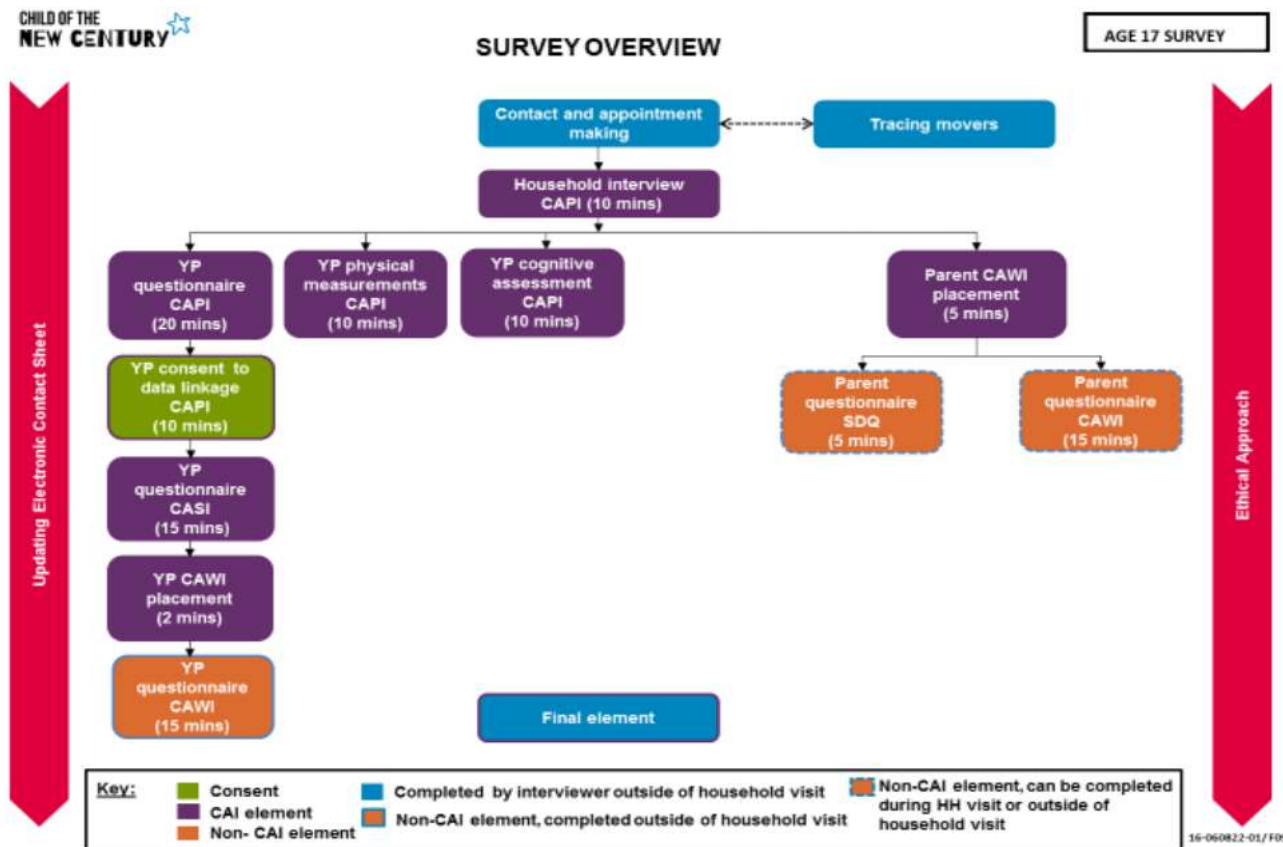 CHILD OF THE
NEW CENTURY
SURVEY OVERVIEW
AGE 17 SURVEY
Contact and appointment
making
Tracing movers
Household interview
CAPI (10 mins)
YP
questionnaire
CAPI
(20 mins)
YP physical
measurements
CAPI
(10 mins)
YP cognitive
assessment
CAPI
(10 mins)
Parent CAWI
placement
(5 mins)
YP consent to
data linkage
CAPI
(10 mins)
Parent
questionnaire
SDQ
(5 mins)
Parent
questionnaire
CAWI
(15 mins)
YP
questionnaire
CASI
(15 mins)
YP CAWI
placement
(2 mins)
YP
questionnaire
CAWI
(15 mins)
Final element
Updating Electronic Contact Sheet
Ethical Approach
Key:
Consent
CAI element
Non- CAI element
Completed by interviewer outside of household visit
Non-CAI element, completed outside of household visit
Non-CAI element, can be completed
during HH visit or outside of
household visit